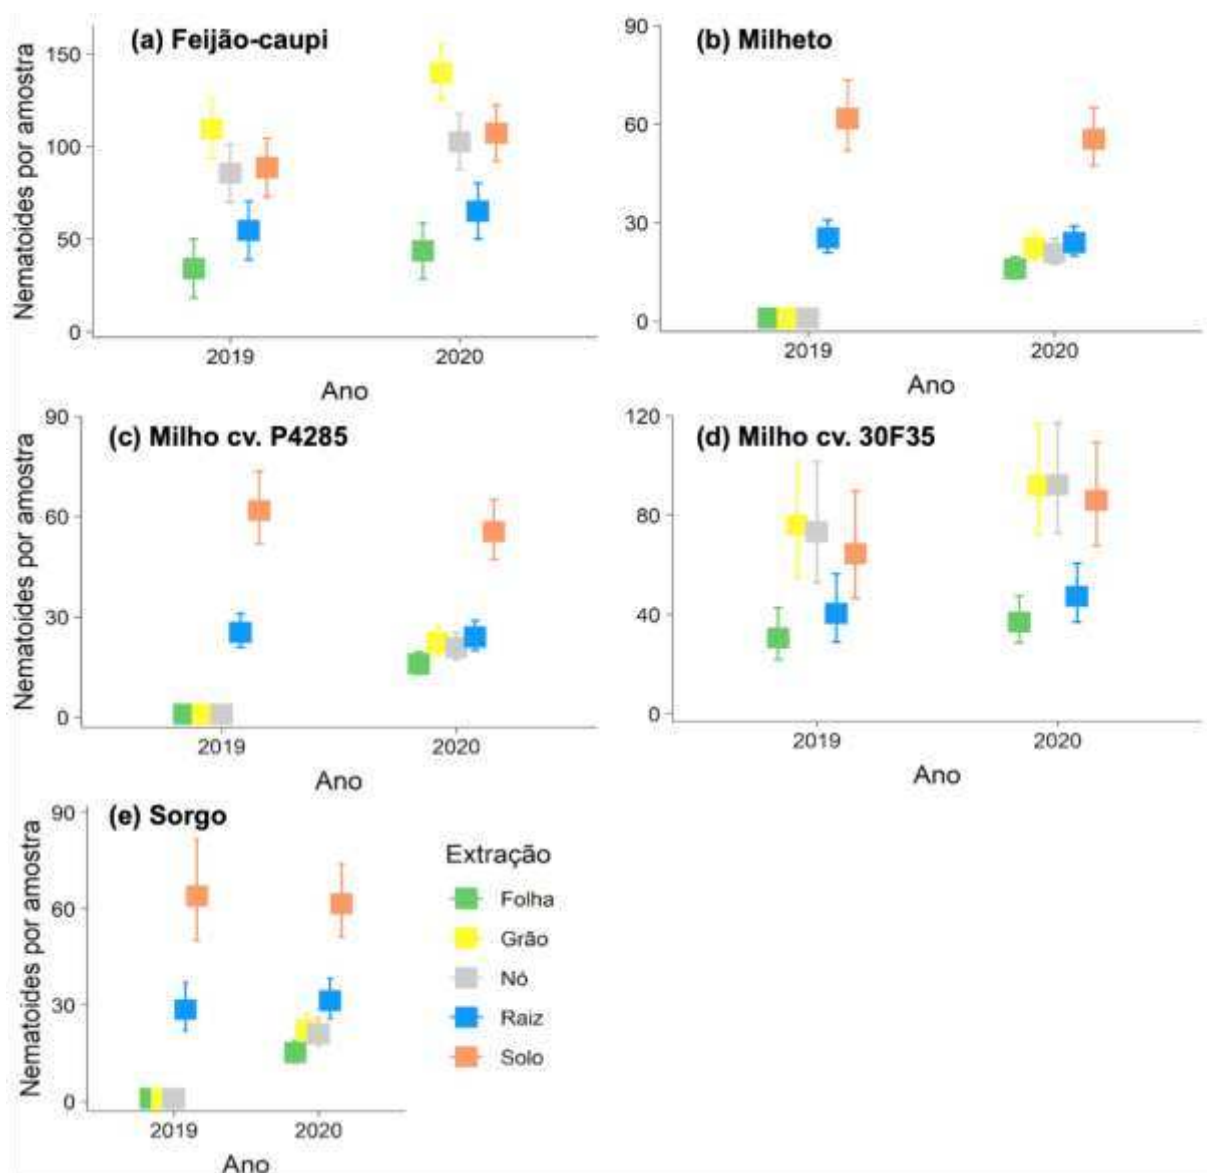 (a) Feijão-caupi
Nematoides por amostra
150
100
50
0
2019
2020
Ano
(b) Milheto
90
60
30
0
2019
2020
Ano
(c) Milho cv. P4285
Nematoides por amostra
90
60
30
0
2019
2020
Ano
(d) Milho cv. 30F35
120
80
40
0
2019
2020
Ano
(e) Sorgo
Nematoides por amostra
90
60
30
0
2019
2020
Ano
Extração
Folha
Grão
Nó
Raiz
Solo